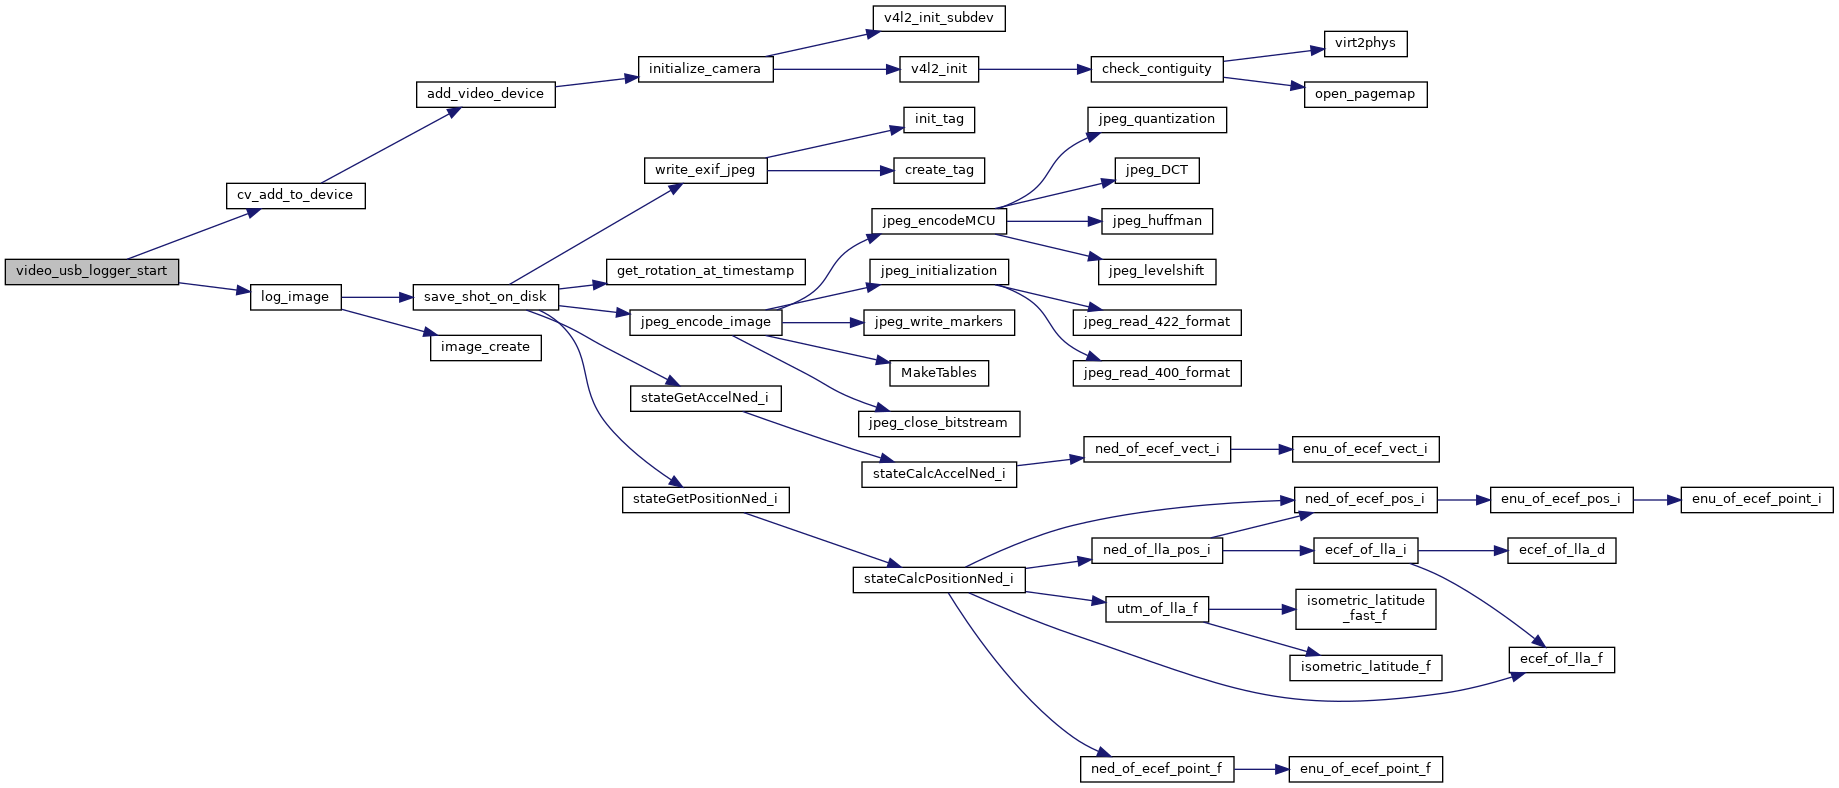 video_usb_logger_start
cv_add_to_device
add_video_device
initialize_camera
v4l2_init_subdev
v4l2_init
check_contiguity
virt2phys
open_pagemap
log_image
save_shot_on_disk
image_create
write_exif_jpeg
init_tag
create_tag
get_rotation_at_timestamp
jpeg_encode_image
jpeg_encodeMCU
jpeg_quantization
jpeg_DCT
jpeg_huffman
jpeg_levelshift
jpeg_initialization
jpeg_read_422_format
jpeg_read_400_format
jpeg_write_markers
MakeTables
jpeg_close_bitstream
stateGetAccelNed_i
stateCalcAccelNed_i
ned_of_ecef_vect_i
enu_of_ecef_vect_i
stateGetPositionNed_i
stateCalcPositionNed_i
ned_of_ecef_pos_i
enu_of_ecef_pos_i
enu_of_ecef_point_i
ned_of_lla_pos_i
ecef_of_lla_i
ecef_of_lla_d
ecef_of_lla_f
utm_of_lla_f
isometric_latitude
_fast_f
isometric_latitude_f
ned_of_ecef_point_f
enu_of_ecef_point_f